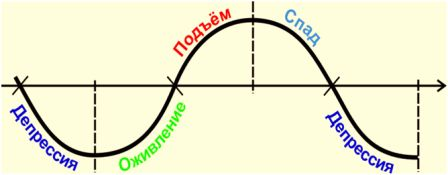 Депрессия
Оживление
Подъём
Спад
Депрессия